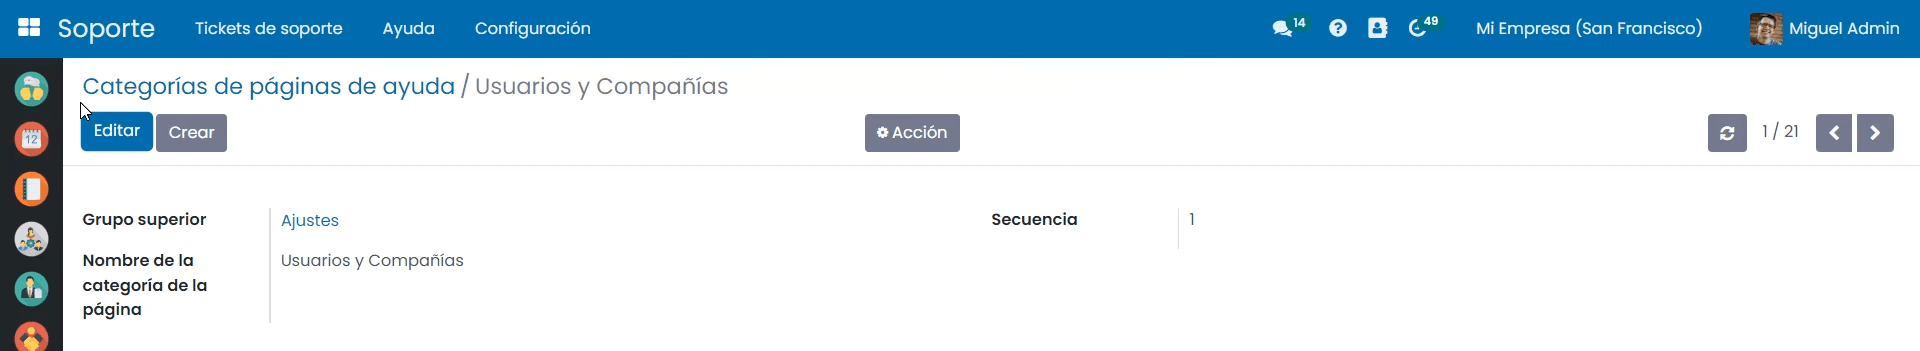 Soporte Tickets de soporte Ayuda Configuración 14 49 Mi Empresa (San Francisco) Miguel Admin
Categorías de páginas de ayuda / Usuarios y Compañías
Editar Crear Acción 1 / 21
12
Grupo superior Ajustes Secuencia 1
Nombre de la Usuarios y Compañías
categoría de la
página